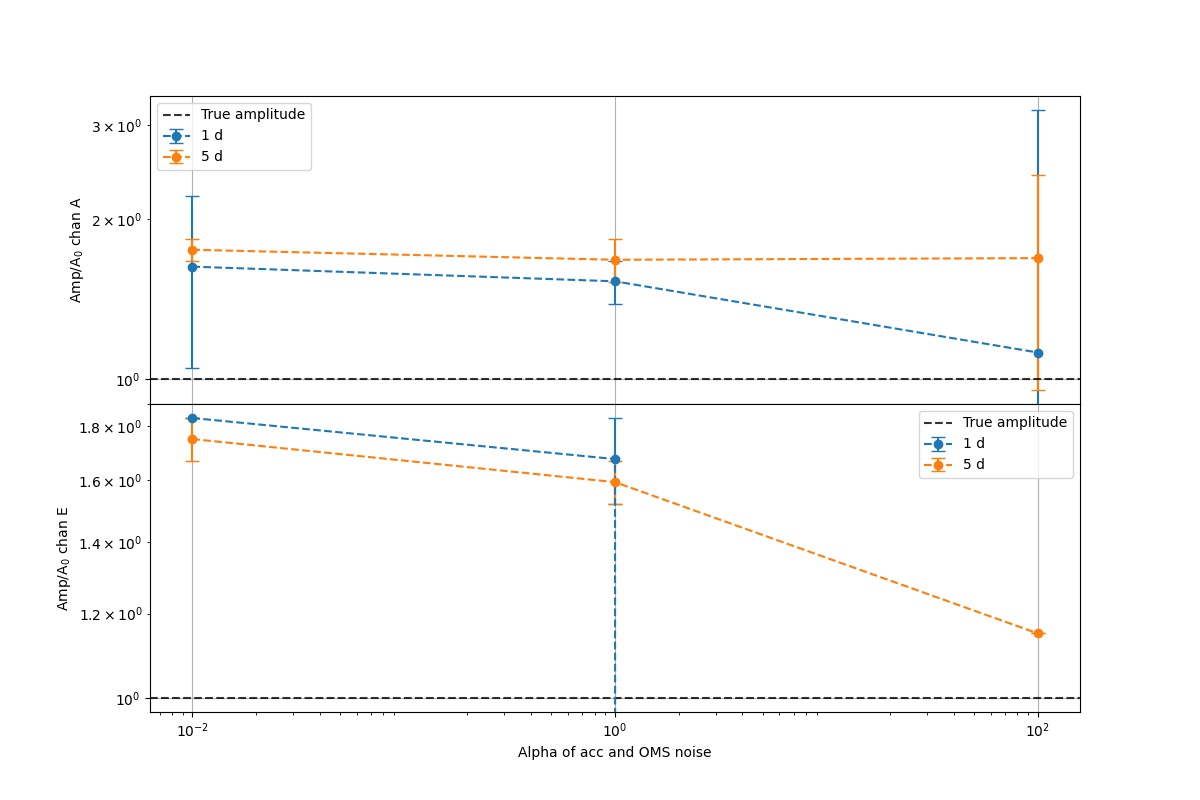 True amplitude
1 d
5 d
3 × 10⁰
2 × 10⁰
10⁰
Amp/A₀ chan A
True amplitude
1 d
5 d
1.8 × 10⁰
1.6 × 10⁰
1.4 × 10⁰
1.2 × 10⁰
10⁰
Amp/A₀ chan E
10⁻² 10⁰ 10²
Alpha of acc and OMS noise